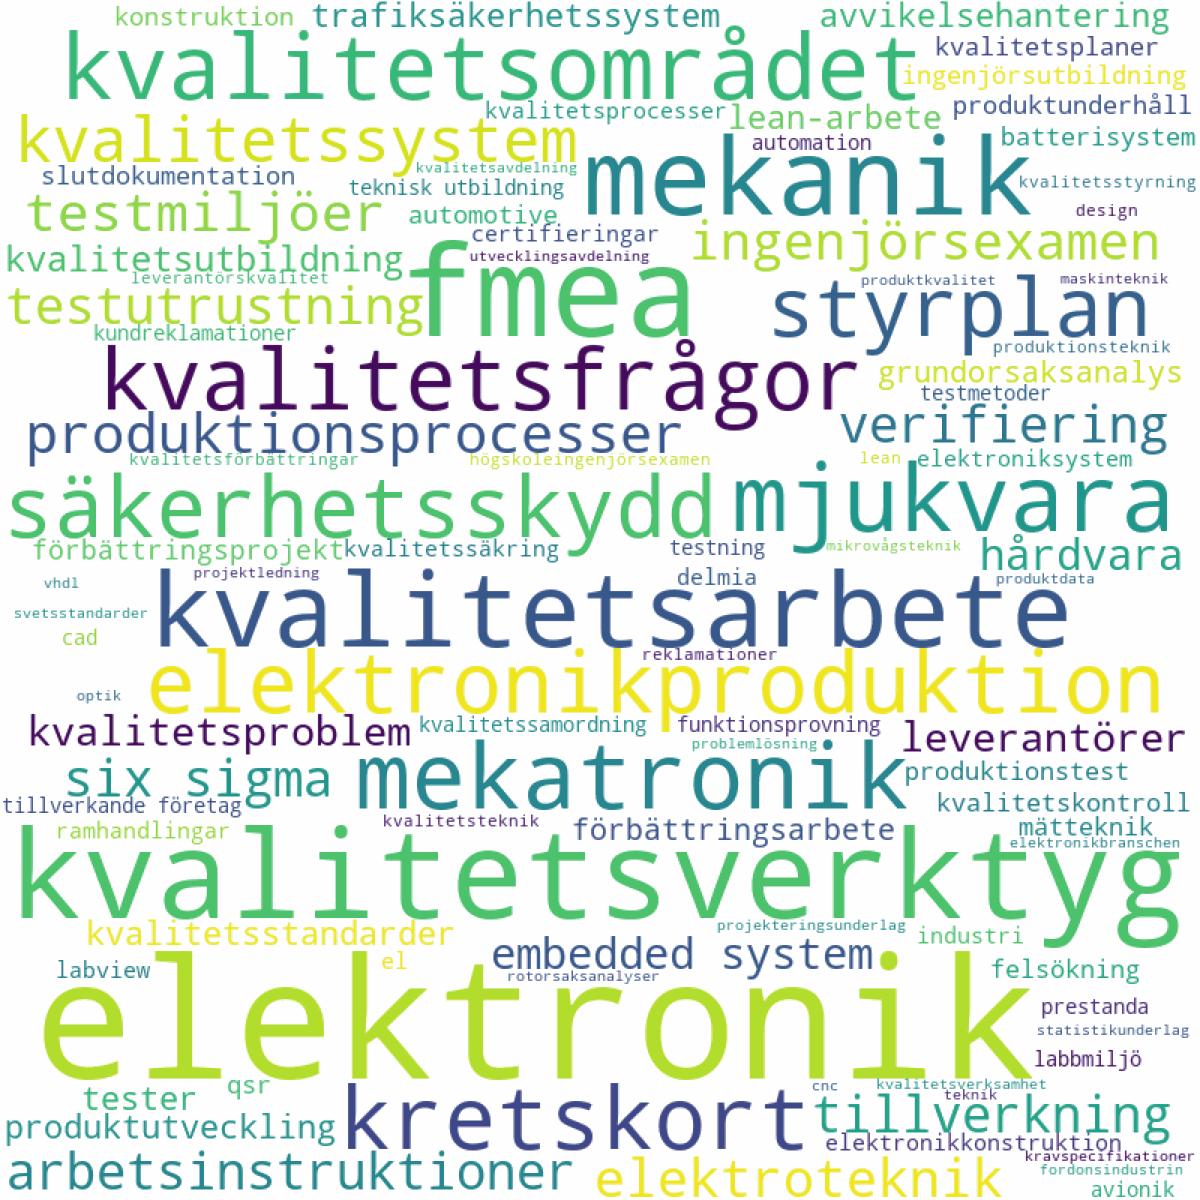 konstruktion
trafiksäkerhetssystem
avvikelsehantering
kvalitetsområdet
kvalitetsplaner
ingenjörsutbildning
kvalitetsprocesser
lean-arbete
produktunderhåll
kvalitetssystem
automation
batterisystem
mekanik
slutdokumentation
kvalitetsavdelning
teknisk utbildning
kvalitetsstyrning
testmiljöer
automotive
design
certifieringar
ingenjörsexamen
kvalitetsutbildning
utvecklingsavdelning
fmea
leverantörskvalitet
produktkvalitet
maskinteknik
testutrustning
styrplan
kundreklamationer
produktionsteknik
kvalitetsfrågor
grundorsaksanalys
testmetoder
produktionsprocesser
verifiering
kvalitetsförbättringar
högskoleingenjörsexamen
lean
elektroniksystem
säkerhetsskydd
mjukvara
förbättringsprojekt
kvalitetssäkring
testning
mikrovågsteknik
hårdvara
vhdl
projektledning
delmia
produktdata
svetsstandarder
kvalitetsarbete
cad
reklamationer
elektronikproduktion
optik
kvalitetsproblem
kvalitetssamordning
funktionsprovning
leverantörer
problemlösning
six sigma
mekatronik
produktionstest
tillverkande företag
kvalitetskontroll
ramhandlingar
kvalitetsteknik
förbättringsarbete
mätteknik
elektronikbranschen
kvalitetsverktyg
kvalitetsstandarder
projekteringsunderlag
industri
embedded system
labview
el
rotorsaksanalyser
felsökning
elektronik
prestanda
statistikunderlag
labbmiljö
tester
qsr
kretskort
cnc
kvalitetsverksamhet
teknik
produktutveckling
tillverkning
elektronikkonstruktion
arbetsinstruktioner
elektroteknik
kravspecifikationer
fordonsindustrin
avionik